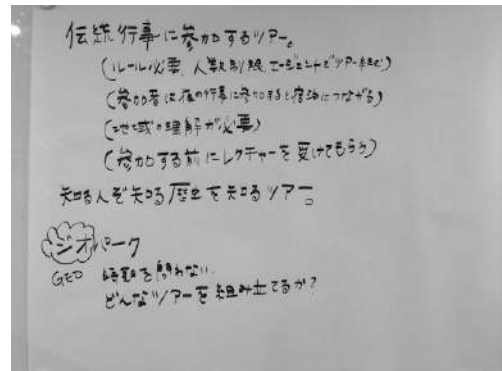 伝統行事に参加するツアー。
(ルール必要、人数制限、エージェントでツアー組む)
(参加者は夜の行事に参加すると宿泊につながる)
(地域の理解が必要)
(参加する前にレクチャーを受けてもらう)
知る人ぞ知る歴史を知るツアー。
ジオパーク
GEO 時期を問わない
どんなツアーを組み立てるか?